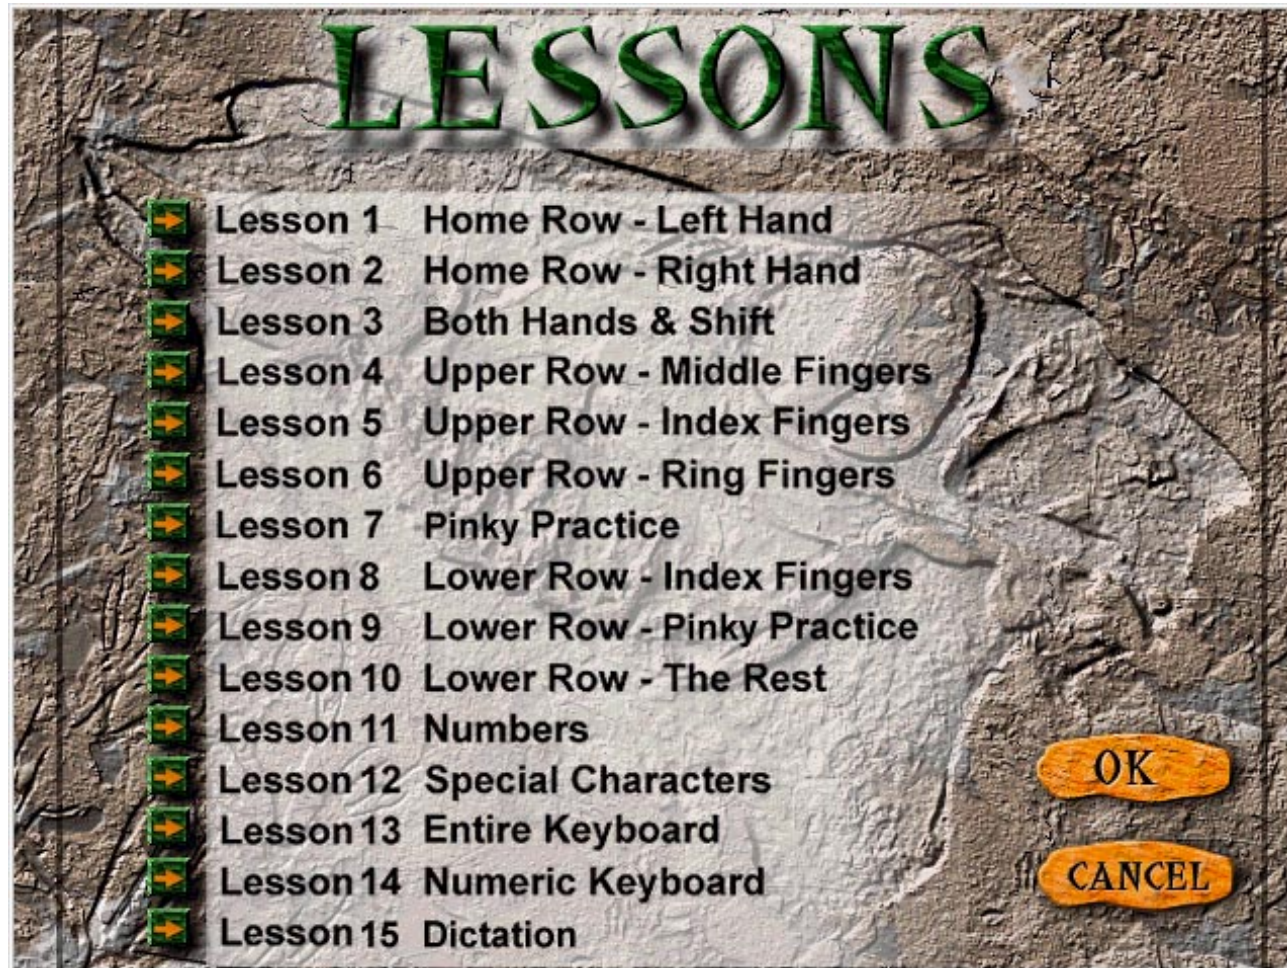 LESSONS
Lesson 1 Home Row - Left Hand
Lesson 2 Home Row - Right Hand
Lesson 3 Both Hands & Shift
Lesson 4 Upper Row - Middle Fingers
Lesson 5 Upper Row - Index Fingers
Lesson 6 Upper Row - Ring Fingers
Lesson 7 Pinky Practice
Lesson 8 Lower Row - Index Fingers
Lesson 9 Lower Row - Pinky Practice
Lesson 10 Lower Row - The Rest
Lesson 11 Numbers
Lesson 12 Special Characters
Lesson 13 Entire Keyboard
Lesson 14 Numeric Keyboard
Lesson 15 Dictation
OK
CANCEL